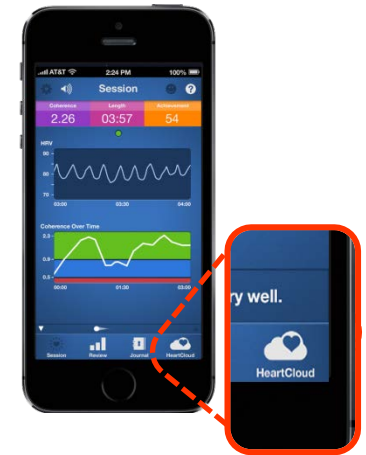 AT&T 2:24 PM 100%
Session ?
Coherence Length Achievement
2.26 03:57 54
HRV
90
80
70
03:00 03:30 04:00
Coherence Over Time
00:00 01:30 03:00
Session Review Journal HeartCloud
ry well.
HeartCloud